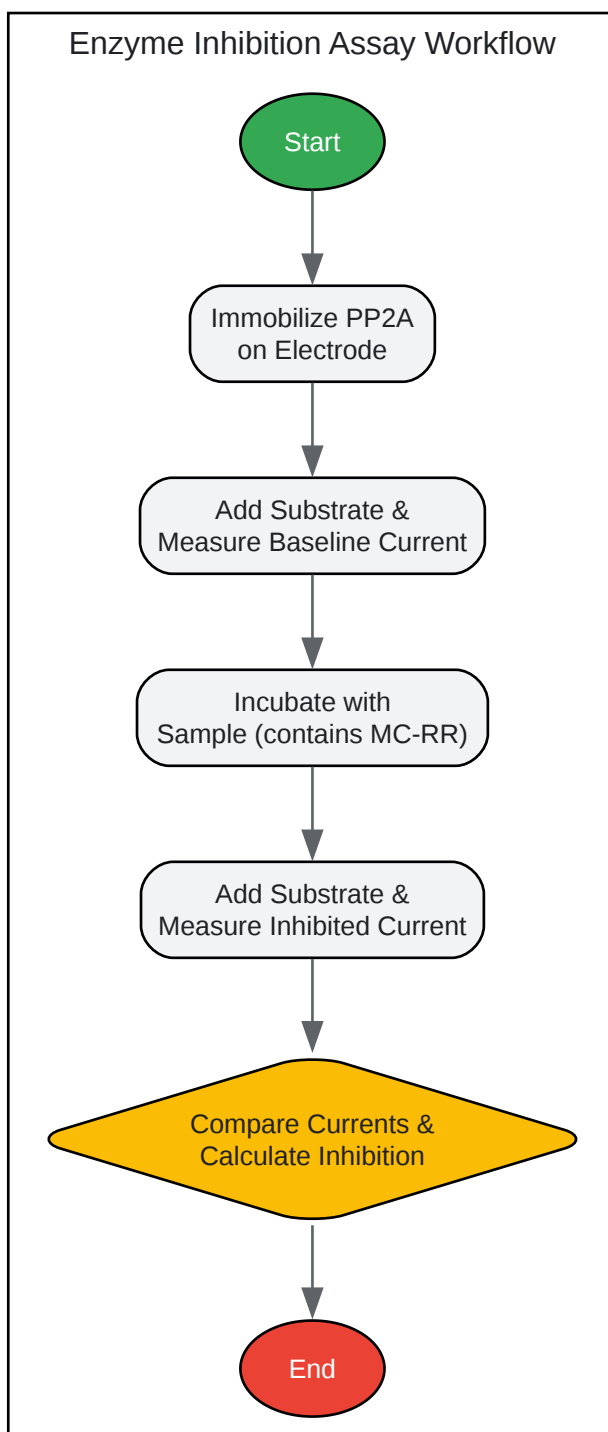 Enzyme Inhibition Assay Workflow
Start
Immobilize PP2A
on Electrode
Add Substrate &
Measure Baseline Current
Incubate with
Sample (contains MC-RR)
Add Substrate &
Measure Inhibited Current
Compare Currents &
Calculate Inhibition
End